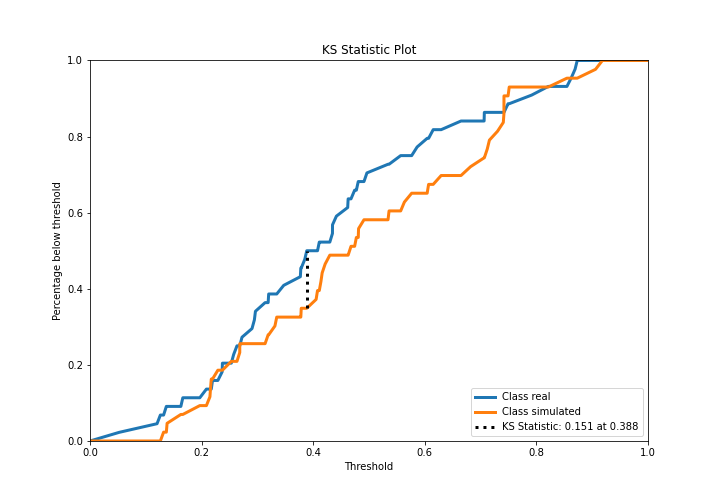 KS Statistic Plot
1.0
0.8
0.6
0.4
0.2
0.0
Percentage below threshold
Class real
Class simulated
KS Statistic: 0.151 at 0.388
0.0 0.2 0.4 0.6 0.8 1.0
Threshold